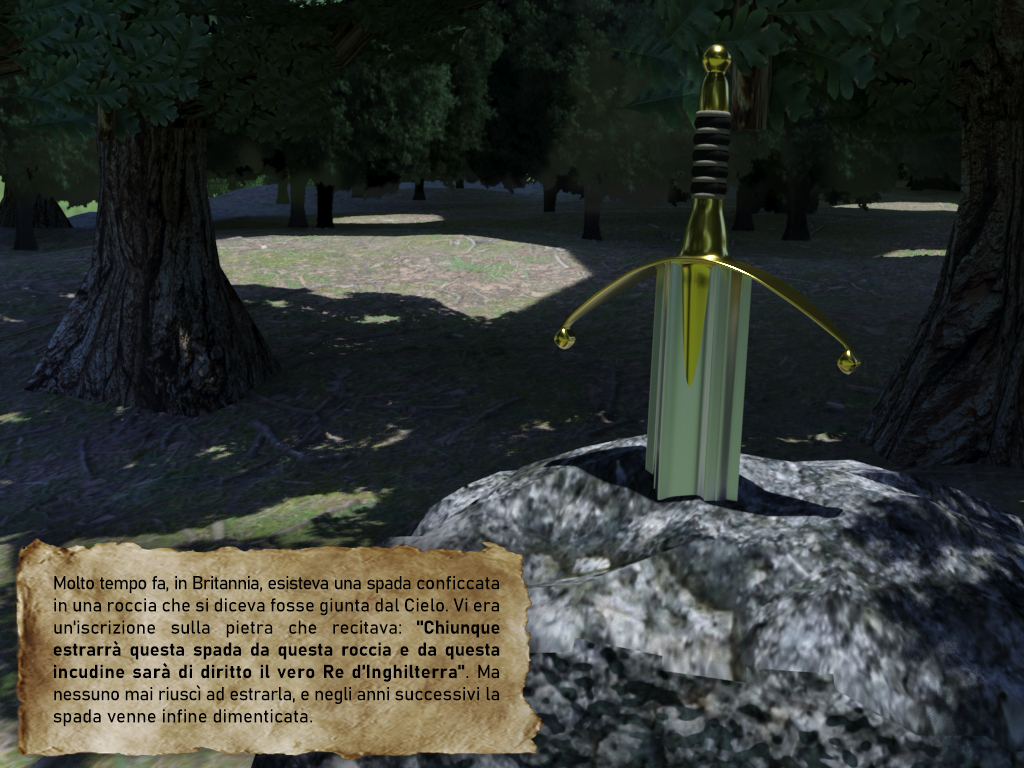 Molto tempo fa, in Britannia, esisteva una spada conficcata
in una roccia che si diceva fosse giunta dal Cielo. Vi era
un'iscrizione sulla pietra che recitava: "Chiunque
estrarrà questa spada da questa roccia e da questa
incudine sarà di diritto il vero Re d'Inghilterra". Ma
nessuno mai riuscì ad estrarla, e negli anni successivi la
spada venne infine dimenticata.